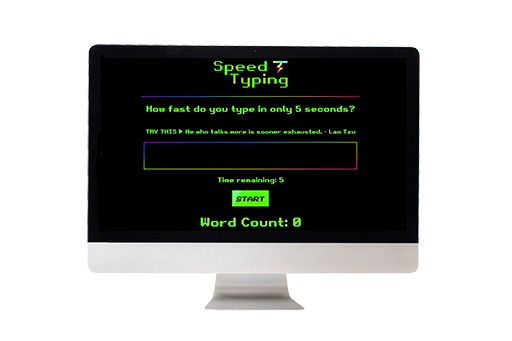 Speed
Typing
How fast do you type in only 5 seconds?
TRY THIS ▶ He who talks more is sooner exhausted. - Lao Tzu
Time remaining: 5
START
Word Count: 0